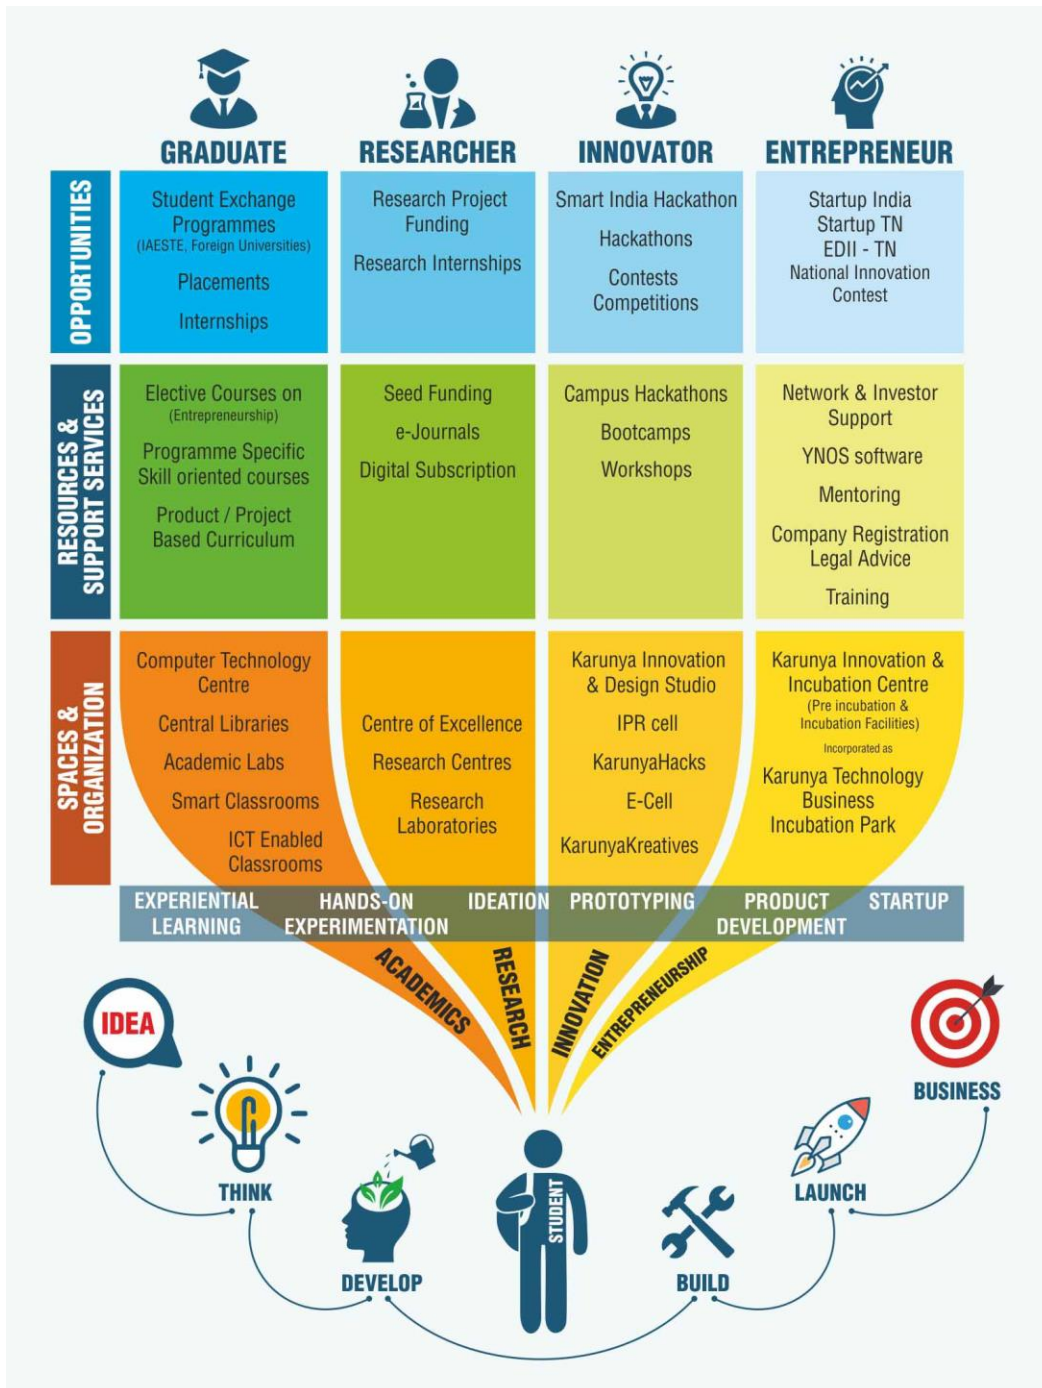 GRADUATE
RESEARCHER
INNOVATOR
ENTREPRENEUR
OPPORTUNITIES
Student Exchange
Programmes
(IAESTE, Foreign Universities)
Placements
Internships
Research Project
Funding
Research Internships
Smart India Hackathon
Hackathons
Contests
Competitions
Startup India
Startup TN
EDII - TN
National Innovation
Contest
RESOURCES &
SUPPORT SERVICES
Elective Courses on
(Entrepreneurship)
Programme Specific
Skill oriented courses
Product / Project
Based Curriculum
Seed Funding
e-Journals
Digital Subscription
Campus Hackathons
Bootcamps
Workshops
Network & Investor
Support
YNOS software
Mentoring
Company Registration
Legal Advice
Training
SPACES &
ORGANIZATION
Computer Technology
Centre
Central Libraries
Academic Labs
Smart Classrooms
ICT Enabled
Classrooms
Centre of Excellence
Research Centres
Research
Laboratories
Karunya Innovation
& Design Studio
IPR cell
KarunyaHacks
E-Cell
KarunyaKreatives
Karunya Innovation &
Incubation Centre
(Pre incubation &
Incubation Facilities)
Incorporated as
Karunya Technology
Business
Incubation Park
EXPERIENTIAL
LEARNING
HANDS-ON
EXPERIMENTATION
IDEATION
PROTOTYPING
PRODUCT
DEVELOPMENT
STARTUP
ACADEMICS
RESEARCH
INNOVATION
ENTREPRENEURSHIP
IDEA
THINK
DEVELOP
STUDENT
BUILD
LAUNCH
BUSINESS